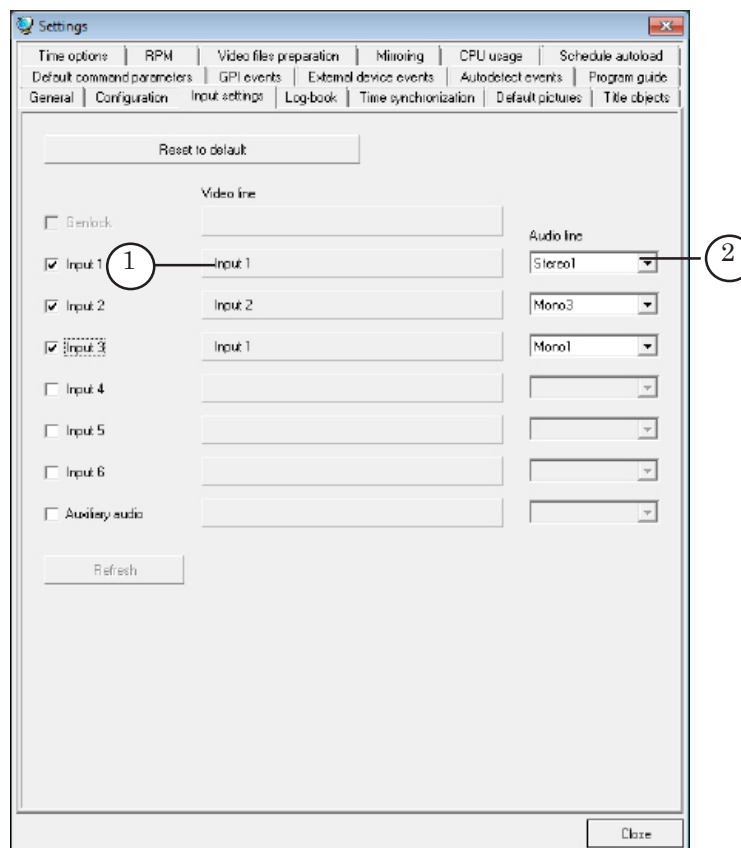 Settings
Time options RPM Video files preparation Mirroring CPU usage Schedule autoload
Default command parameters GPI events External device events Autodetect events Program guide
General Configuration Input settings Log-book Time synchronization Default pictures Title objects
Reset to default
Video line
Genlock
Audio line
Input 1 1 Input 1 Stereo1 2
Input 2 Input 2 Mono3
Input 3 Input 1 Mono1
Input 4
Input 5
Input 6
Auxiliary audio
Refresh
Close